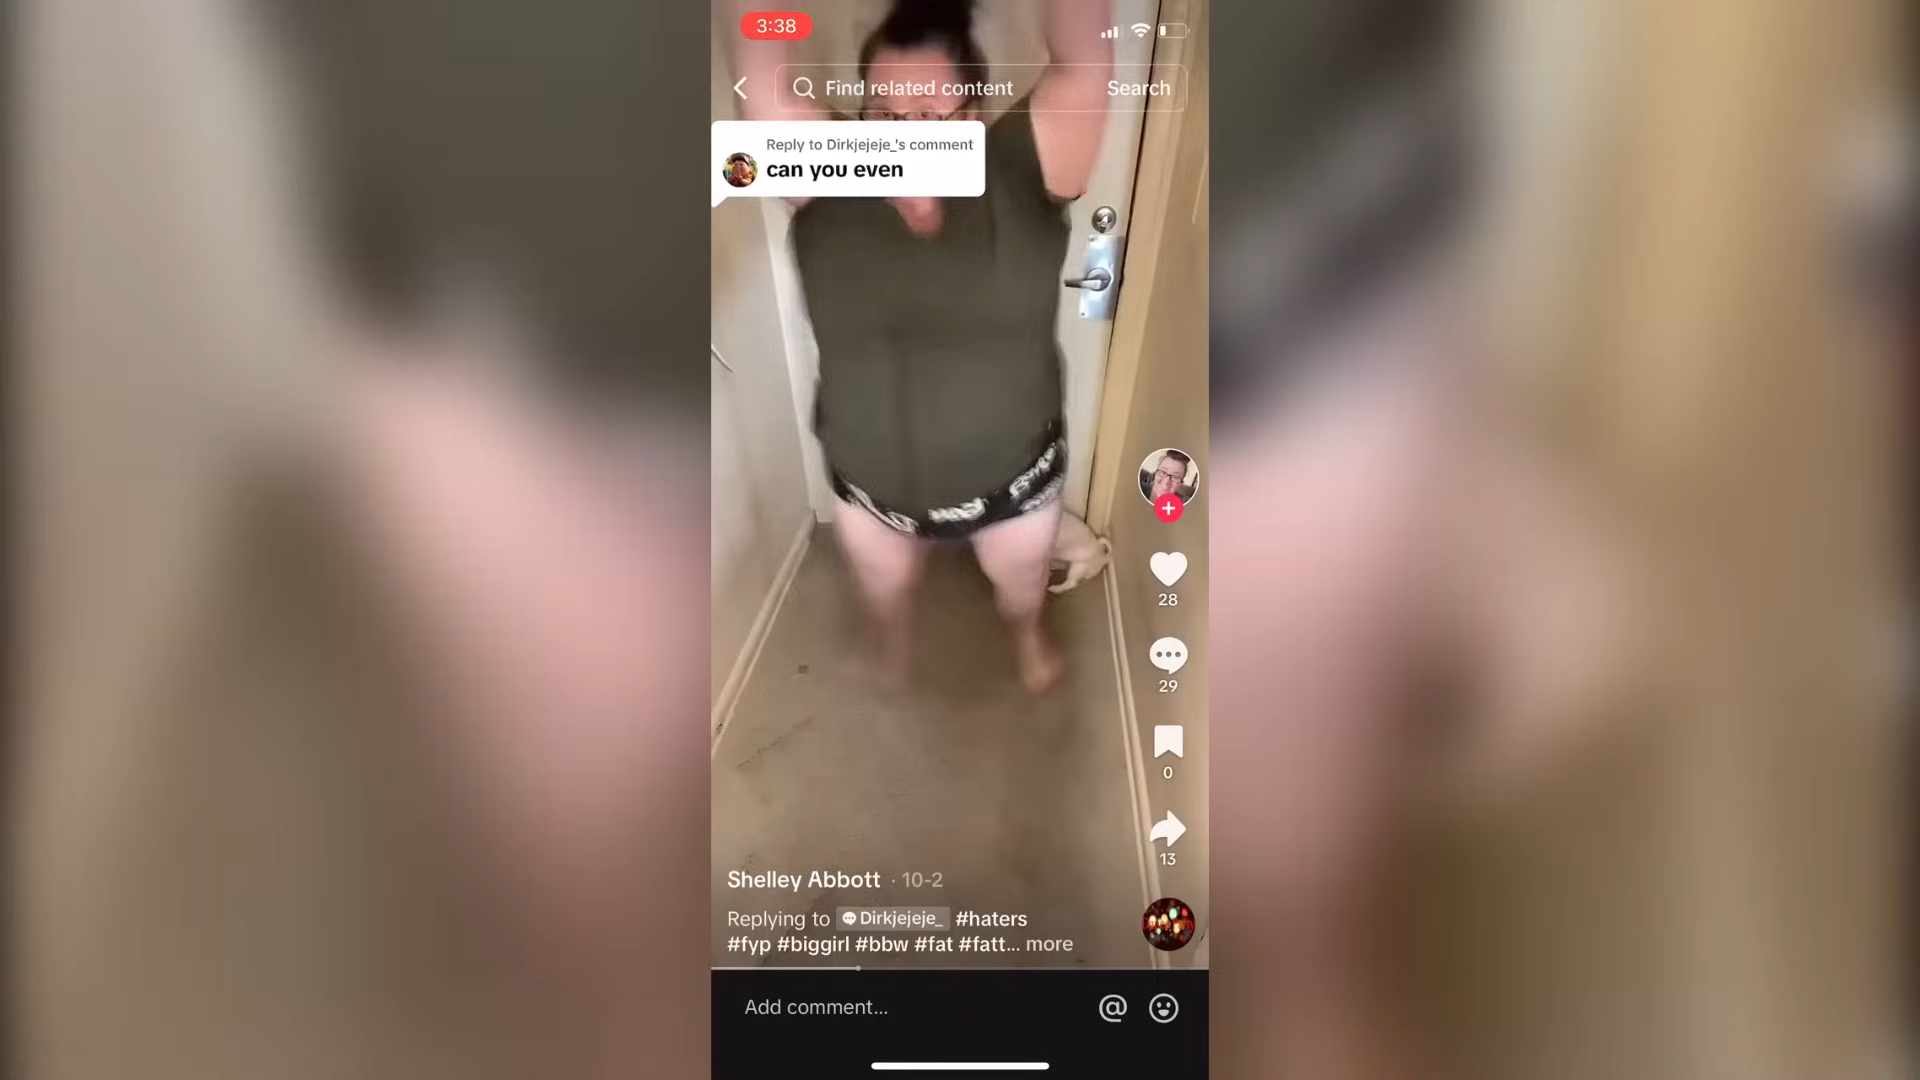 3:38
Find related content
Search
Reply to Dirkjejeje_'s comment
can you even
28
29
0
13
Shelley Abbott · 10-2
Replying to Dirkjejeje_ #haters
#fyp #biggirl #bbw #fat #fatt... more
Add comment...
@